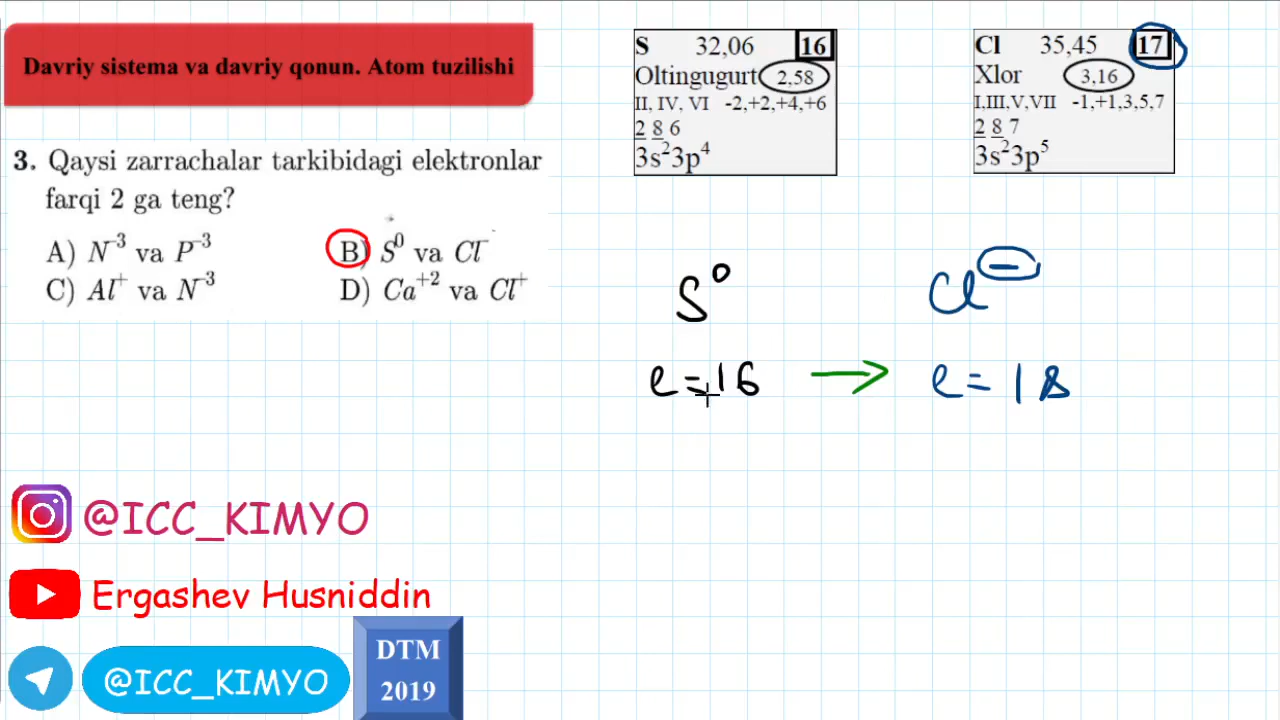 Davriy sistema va davriy qonun. Atom tuzilishi
3. Qaysi zarrachalar tarkibidagi elektronlar
farqi 2 ga teng?
A) N⁻³ va P⁻³
B) S⁰ va Cl⁻
C) Al⁺ va N⁻³
D) Ca⁺² va Cl⁺
S 32,06 16
Oltingugurt 2,58
II, IV, VI -2,+2,+4,+6
2 8 6
3s²3p⁴
Cl 35,45 17
Xlor 3,16
I,III,V,VII -1,+1,3,5,7
2 8 7
3s²3p⁵
S⁰
Cl⁻
e=16 → e=18
@ICC_KIMYO
Ergashev Husniddin
@ICC_KIMYO
DTM
2019